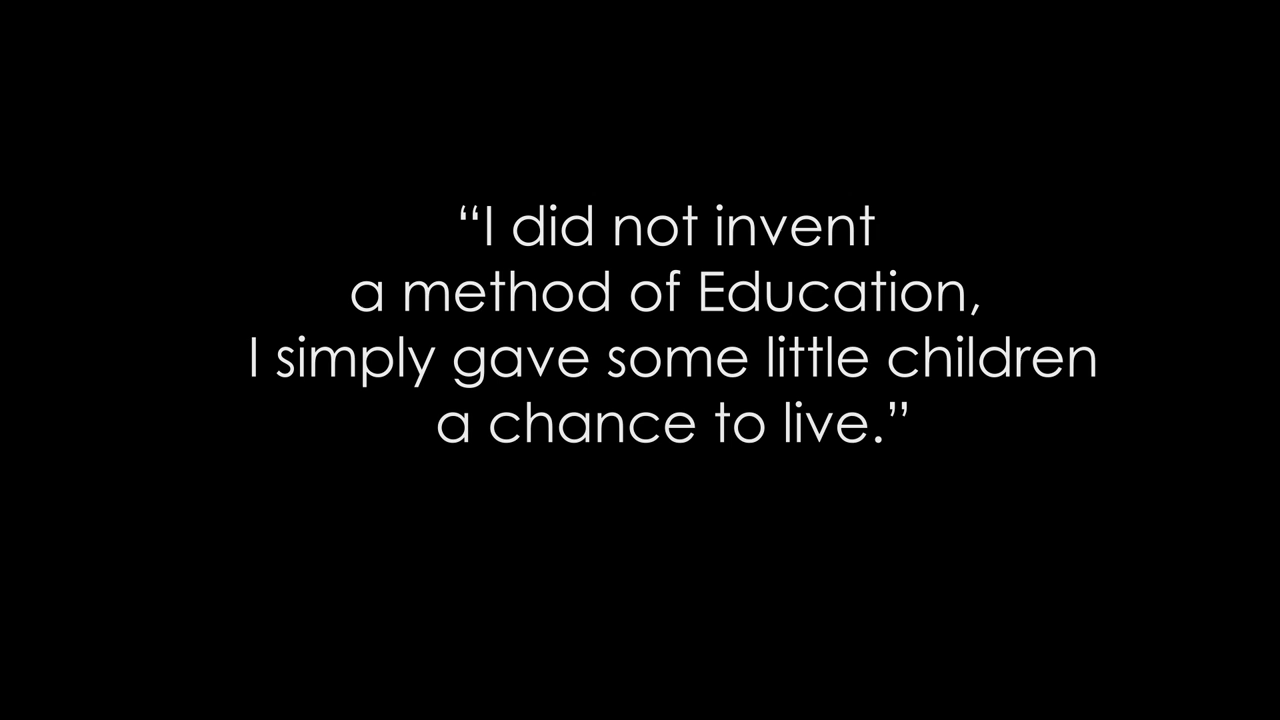 “I did not invent
a method of Education,
I simply gave some little children
a chance to live.”